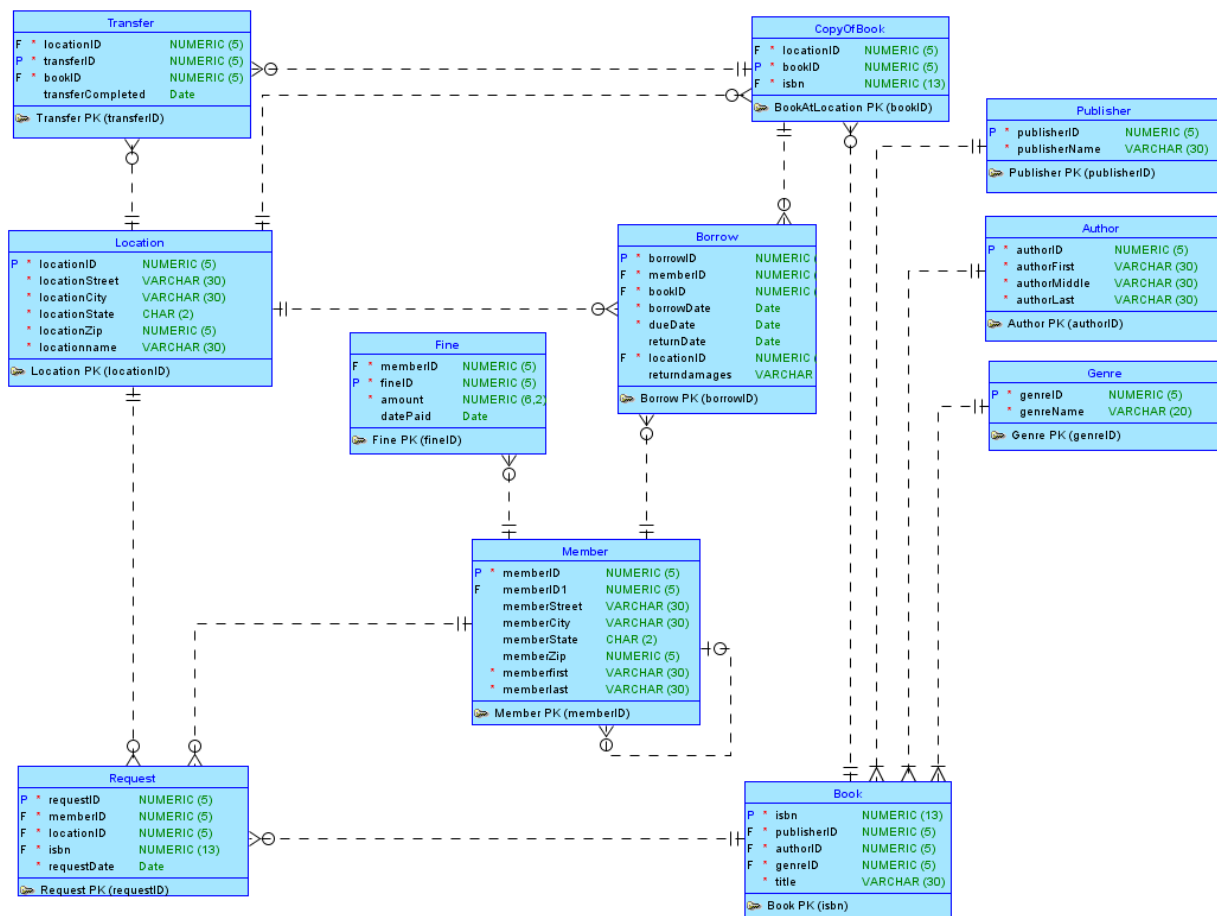 Transfer
F * locationID NUMERIC (5)
P * transferID NUMERIC (5)
F * bookID NUMERIC (5)
transferCompleted Date
Transfer PK (transferID)
CopyOfBook
F * locationID NUMERIC (5)
P * bookID NUMERIC (5)
F * isbn NUMERIC (13)
BookAtLocation PK (bookID)
Publisher
P * publisherID NUMERIC (5)
* publisherName VARCHAR (30)
Publisher PK (publisherID)
Location
P * locationID NUMERIC (5)
* locationStreet VARCHAR (30)
* locationCity VARCHAR (30)
* locationState CHAR (2)
* locationZip NUMERIC (5)
* locationname VARCHAR (30)
Location PK (locationID)
Borrow
P * borrowID NUMERIC (
F * memberID NUMERIC (
F * bookID NUMERIC (
* borrowDate Date
* dueDate Date
returnDate Date
F * locationID NUMERIC (
returndamages VARCHAR
Borrow PK (borrowID)
Author
P * authorID NUMERIC (5)
* authorFirst VARCHAR (30)
* authorMiddle VARCHAR (30)
* authorLast VARCHAR (30)
Author PK (authorID)
Fine
F * memberID NUMERIC (5)
P * fineID NUMERIC (5)
* amount NUMERIC (6,2)
datePaid Date
Fine PK (fineID)
Genre
P * genreID NUMERIC (5)
* genreName VARCHAR (20)
Genre PK (genreID)
Member
P * memberID NUMERIC (5)
F memberID1 NUMERIC (5)
memberStreet VARCHAR (30)
memberCity VARCHAR (30)
memberState CHAR (2)
memberZip NUMERIC (5)
* memberfirst VARCHAR (30)
* memberlast VARCHAR (30)
Member PK (memberID)
Request
P * requestID NUMERIC (5)
F * memberID NUMERIC (5)
F * locationID NUMERIC (5)
F * isbn NUMERIC (13)
* requestDate Date
Request PK (requestID)
Book
P * isbn NUMERIC (13)
F * publisherID NUMERIC (5)
F * authorID NUMERIC (5)
F * genreID NUMERIC (5)
* title VARCHAR (30)
Book PK (isbn)